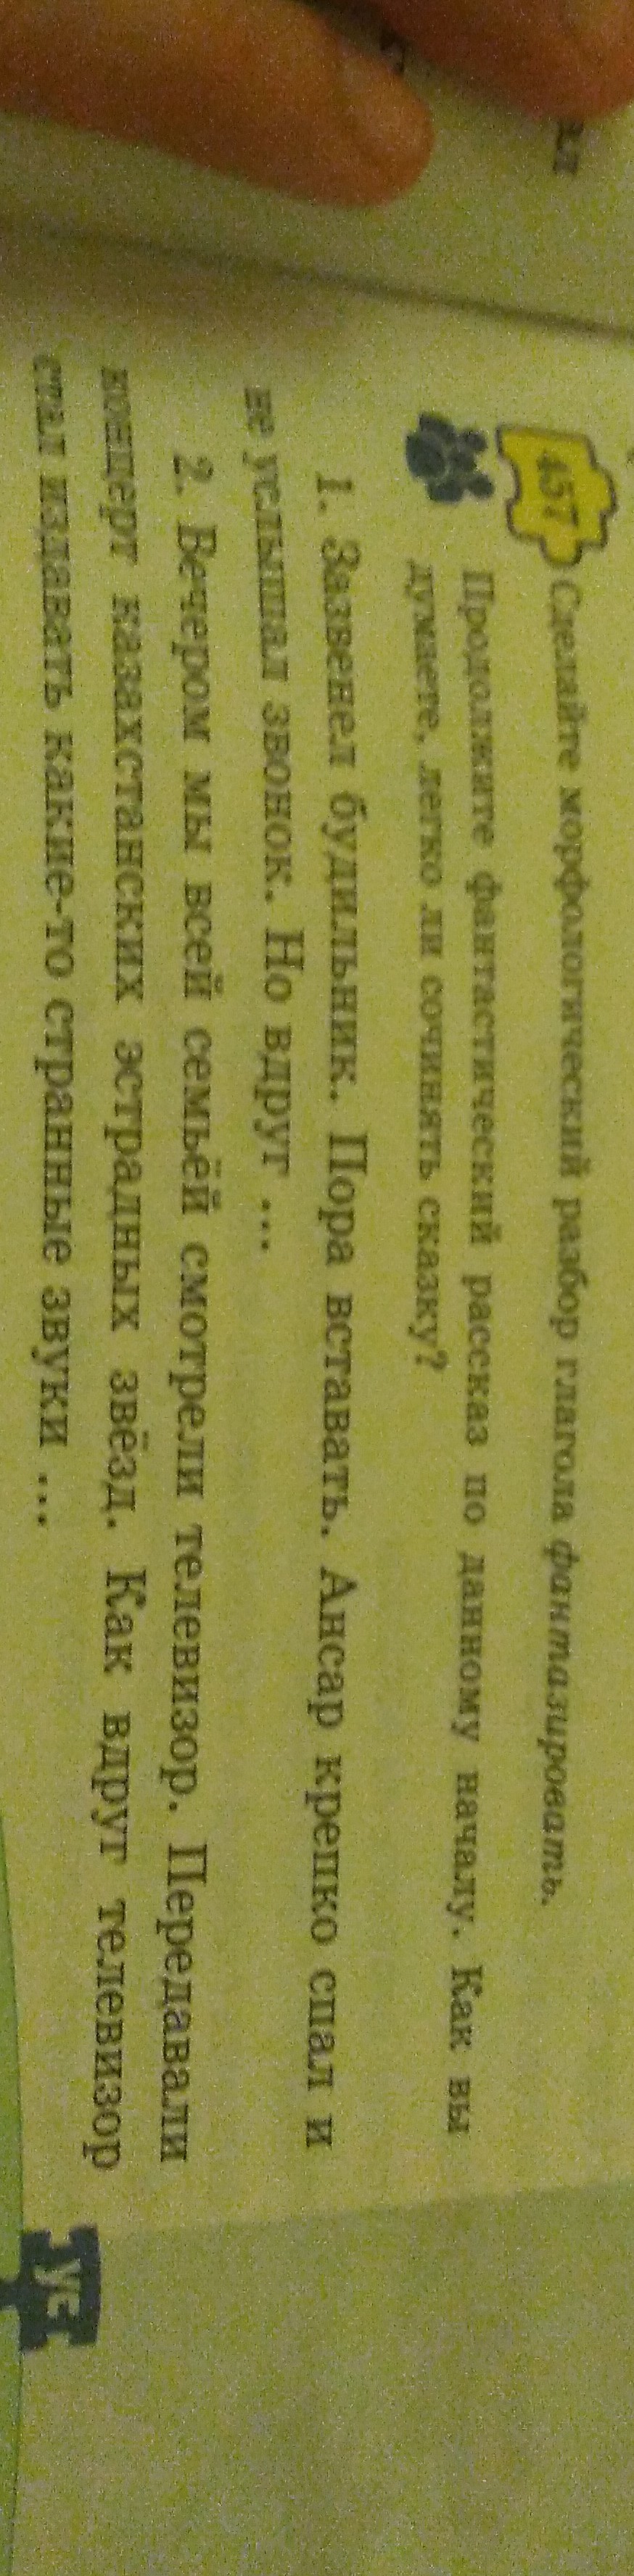 457 Сделайте морфологический разбор глагола фантазировать.
Продолжите фантастический рассказ по данному началу. Как вы
думаете, легко ли сочинять сказку?
1. Зазвенел будильник. Пора вставать. Ансар крепко спал и
не услышал звонок. Но вдруг ...
2. Вечером мы всей семьёй смотрели телевизор. Передавали
концерт казахстанских эстрадных звёзд. Как вдруг телевизор
стал издавать какие-то странные звуки ...